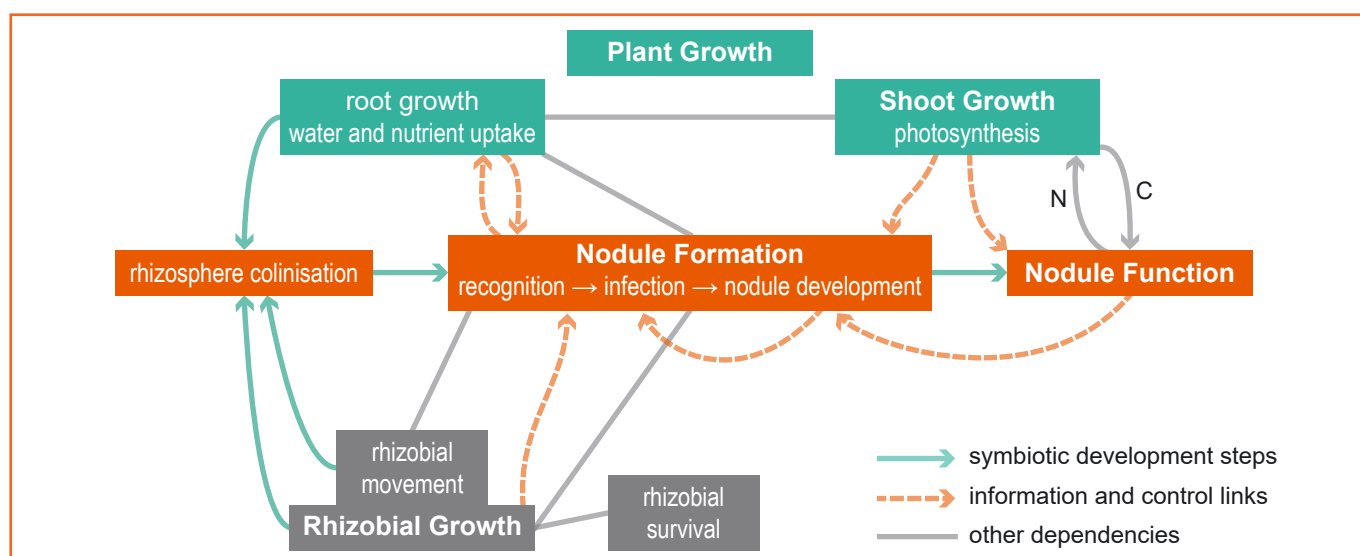 Plant Growth
root growth
water and nutrient uptake
Shoot Growth
photosynthesis
N
C
rhizosphere colinisation
Nodule Formation
recognition → infection → nodule development
Nodule Function
rhizobial
movement
Rhizobial Growth
rhizobial
survival
symbiotic development steps
information and control links
other dependencies